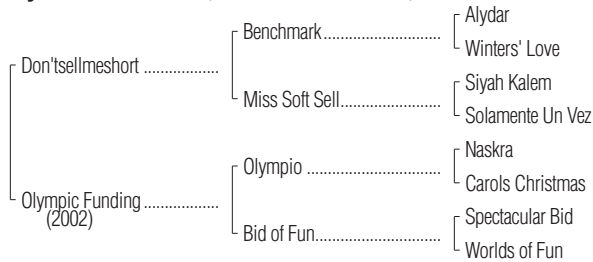 Alydar
Benchmark........................
Winters' Love
Don'tsellmeshort ..................
Siyah Kalem
Miss Soft Sell.....................
Solamente Un Vez
Naskra
Olympio ............................
Carols Christmas
Olympic Funding ..................
(2002)
Spectacular Bid
Bid of Fun..........................
Worlds of Fun